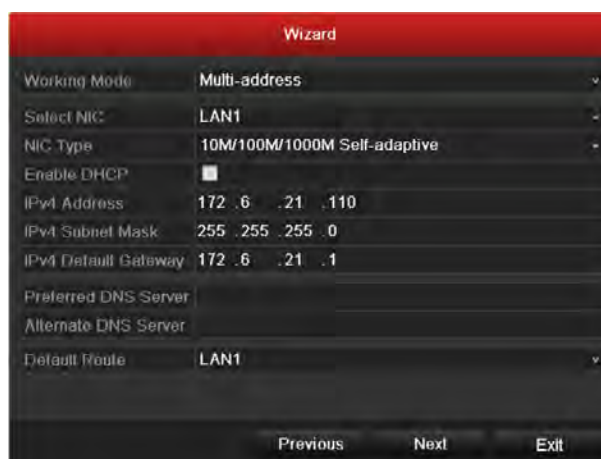 Wizard
Working Mode Multi-address
Select NIC LAN1
NIC Type 10M/100M/1000M Self-adaptive
Enable DHCP
IPv4 Address 172 .6 .21 .110
IPv4 Subnet Mask 255 .255 .255 .0
IPv4 Default Gateway 172 .6 .21 .1
Preferred DNS Server
Alternate DNS Server
Default Route LAN1
Previous Next Exit